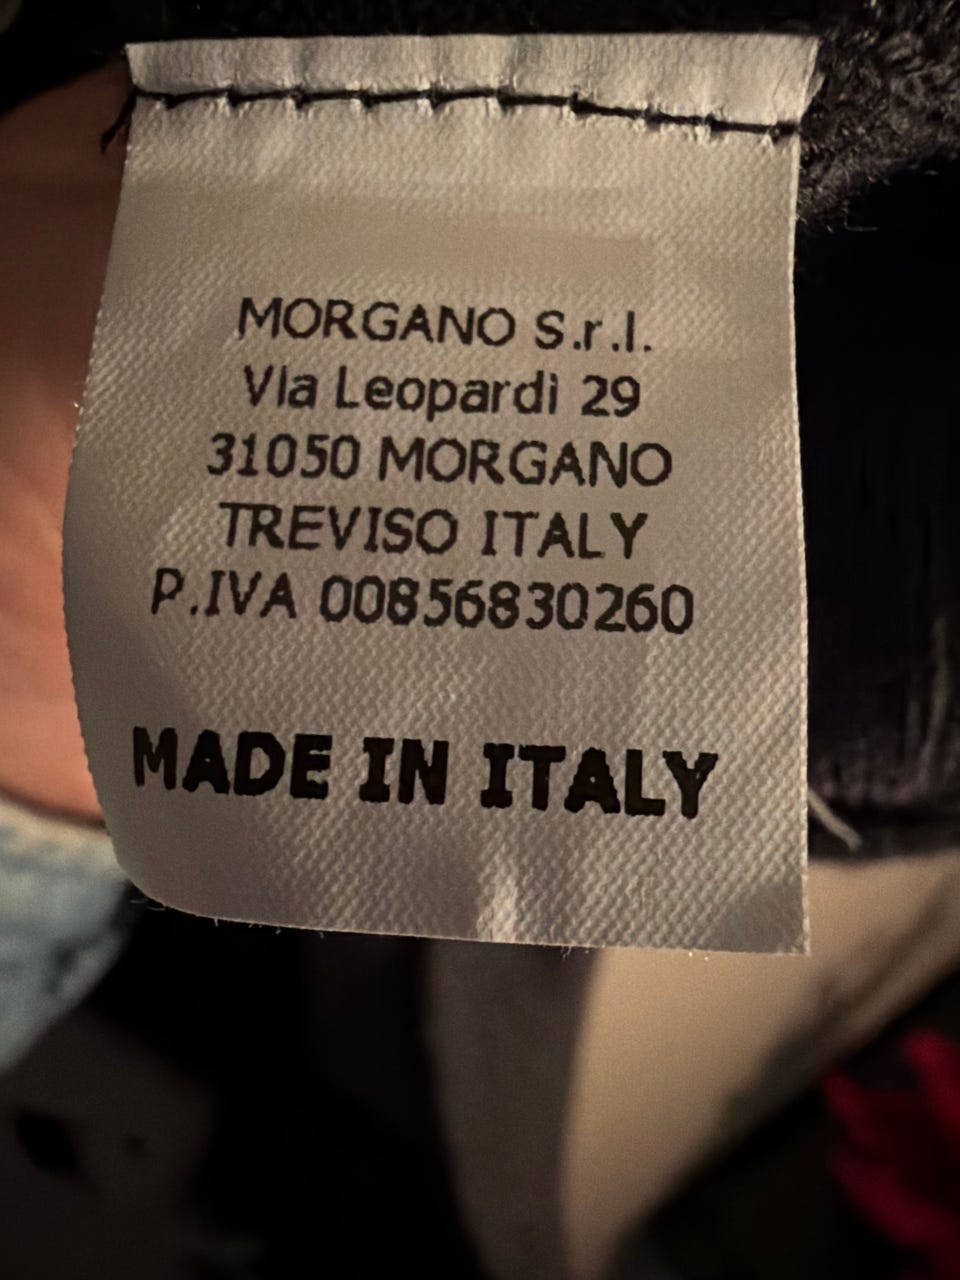 MORGANO S.r.l.
Via Leopardi 29
31050 MORGANO
TREVISO ITALY
P.IVA 00856830260
MADE IN ITALY